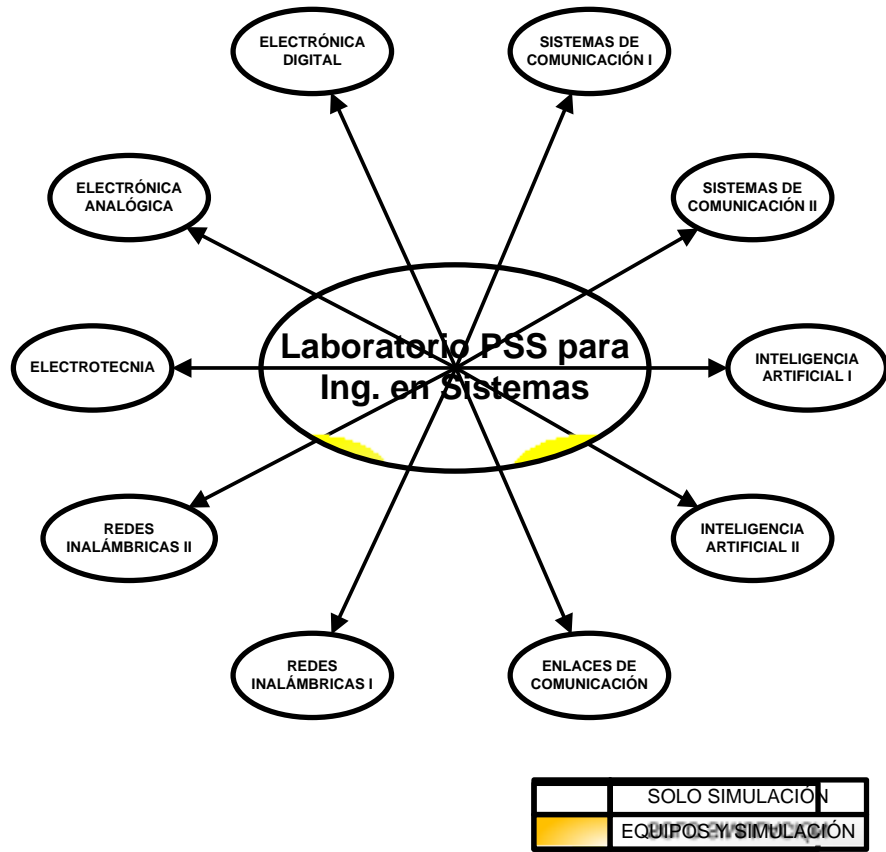 ELECTRÓNICA
DIGITAL
SISTEMAS DE
COMUNICACIÓN I
ELECTRÓNICA
ANALÓGICA
SISTEMAS DE
COMUNICACIÓN II
Laboratorio PSS para
Ing. en Sistemas
ELECTROTECNIA
INTELIGENCIA
ARTIFICIAL I
REDES
INALÁMBRICAS II
INTELIGENCIA
ARTIFICIAL II
REDES
INALÁMBRICAS I
ENLACES DE
COMUNICACIÓN
SOLO SIMULACIÓN
EQUIPOS Y SIMULACIÓN